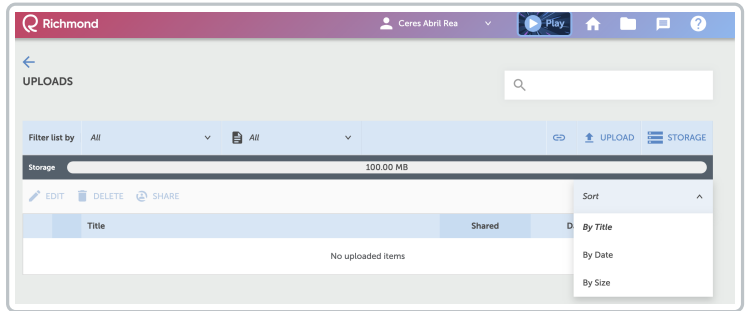 Richmond
Ceres Abril Rea
Play
UPLOADS
Filter list by All All UPLOAD STORAGE
Storage 100.00 MB
EDIT DELETE SHARE Sort
Title Shared By Title
No uploaded items By Date
By Size